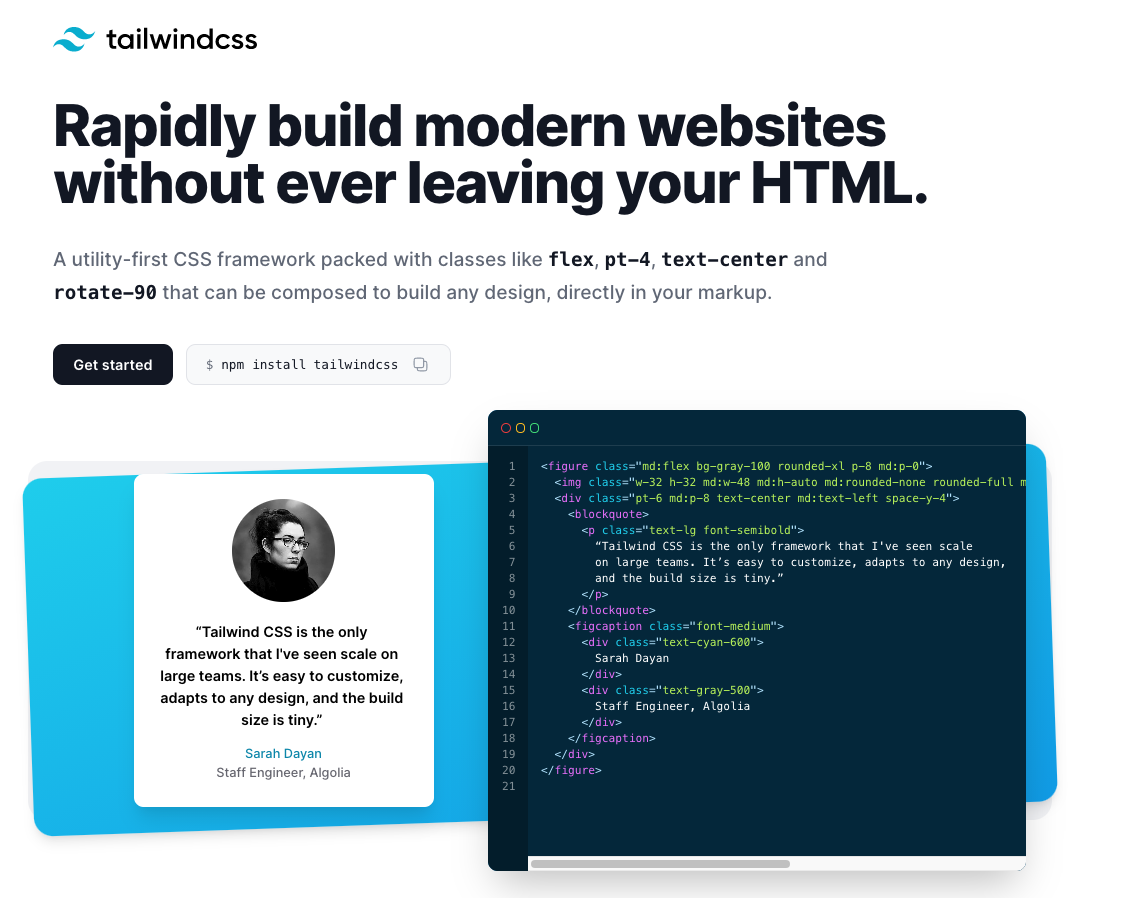 tailwindcss
Rapidly build modern websites
without ever leaving your HTML.
A utility-first CSS framework packed with classes like flex, pt-4, text-center and
rotate-90 that can be composed to build any design, directly in your markup.
Get started
$ npm install tailwindcss
“Tailwind CSS is the only
framework that I've seen scale on
large teams. It’s easy to customize,
adapts to any design, and the build
size is tiny.”
Sarah Dayan
Staff Engineer, Algolia
1 <figure class="md:flex bg-gray-100 rounded-xl p-8 md:p-0">
2 <img class="w-32 h-32 md:w-48 md:h-auto md:rounded-none rounded-full m
3 <div class="pt-6 md:p-8 text-center md:text-left space-y-4">
4 <blockquote>
5 <p class="text-lg font-semibold">
6 “Tailwind CSS is the only framework that I've seen scale
7 on large teams. It’s easy to customize, adapts to any design,
8 and the build size is tiny.”
9 </p>
10 </blockquote>
11 <figcaption class="font-medium">
12 <div class="text-cyan-600">
13 Sarah Dayan
14 </div>
15 <div class="text-gray-500">
16 Staff Engineer, Algolia
17 </div>
18 </figcaption>
19 </div>
20 </figure>
21